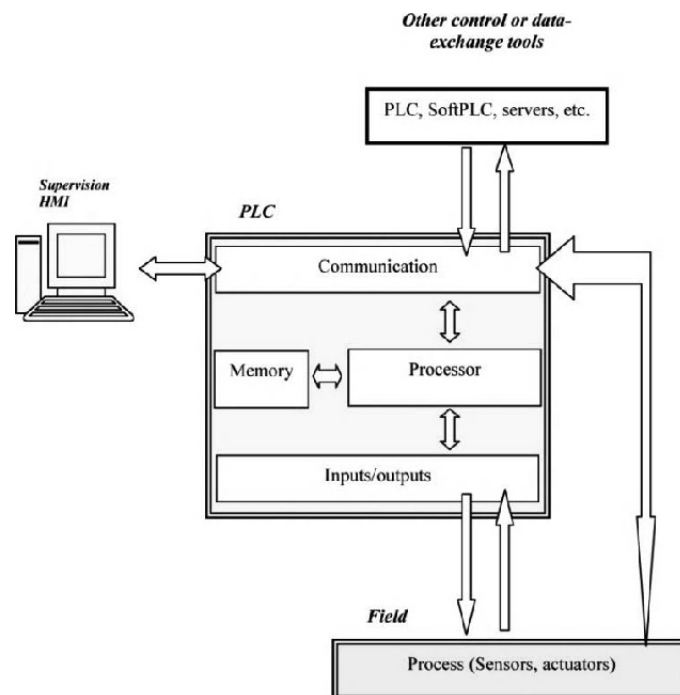 Other control or data-
exchange tools
PLC, SoftPLC, servers, etc.
Supervision
HMI
PLC
Communication
Memory
Processor
Inputs/outputs
Field
Process (Sensors, actuators)